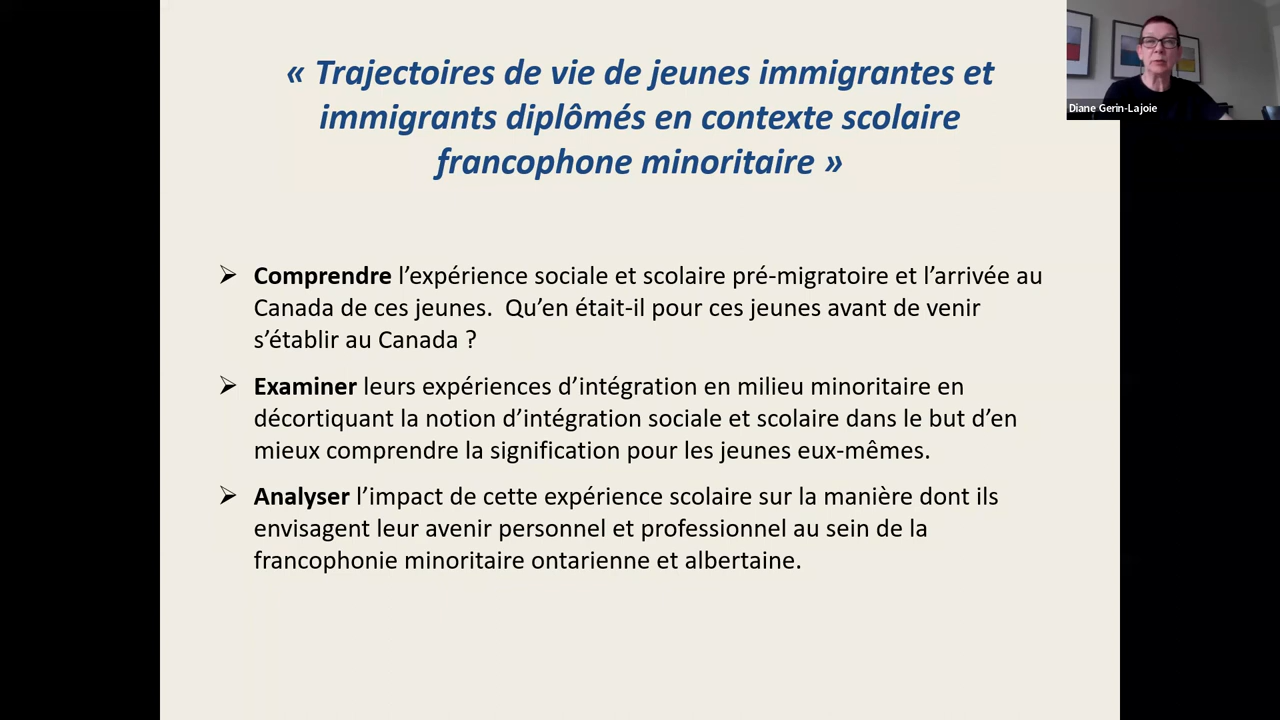 « Trajectoires de vie de jeunes immigrantes et
immigrants diplômés en contexte scolaire
francophone minoritaire »
Diane Gerin-Lajoie
➢ Comprendre l’expérience sociale et scolaire pré-migratoire et l’arrivée au
Canada de ces jeunes.  Qu’en était-il pour ces jeunes avant de venir
s’établir au Canada ?
➢ Examiner leurs expériences d’intégration en milieu minoritaire en
décortiquant la notion d’intégration sociale et scolaire dans le but d’en
mieux comprendre la signification pour les jeunes eux-mêmes.
➢ Analyser l’impact de cette expérience scolaire sur la manière dont ils
envisagent leur avenir personnel et professionnel au sein de la
francophonie minoritaire ontarienne et albertaine.